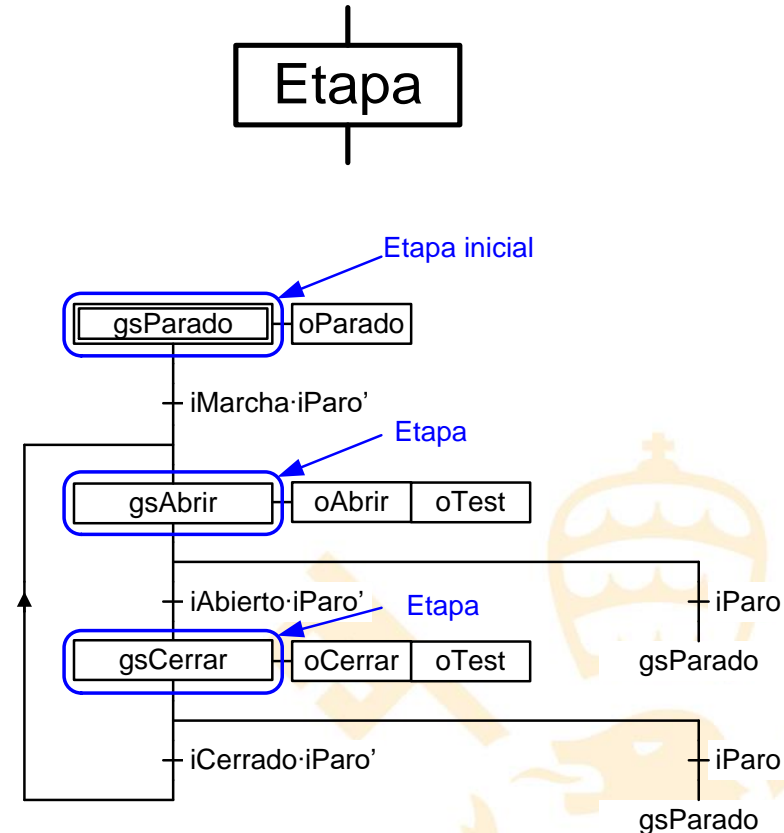 Etapa
Etapa inicial
gsParado oParado
iMarcha·iParo’
Etapa
gsAbrir oAbrir oTest
iAbierto·iParo’ Etapa iParo
gsCerrar oCerrar oTest gsParado
iCerrado·iParo’ iParo
gsParado